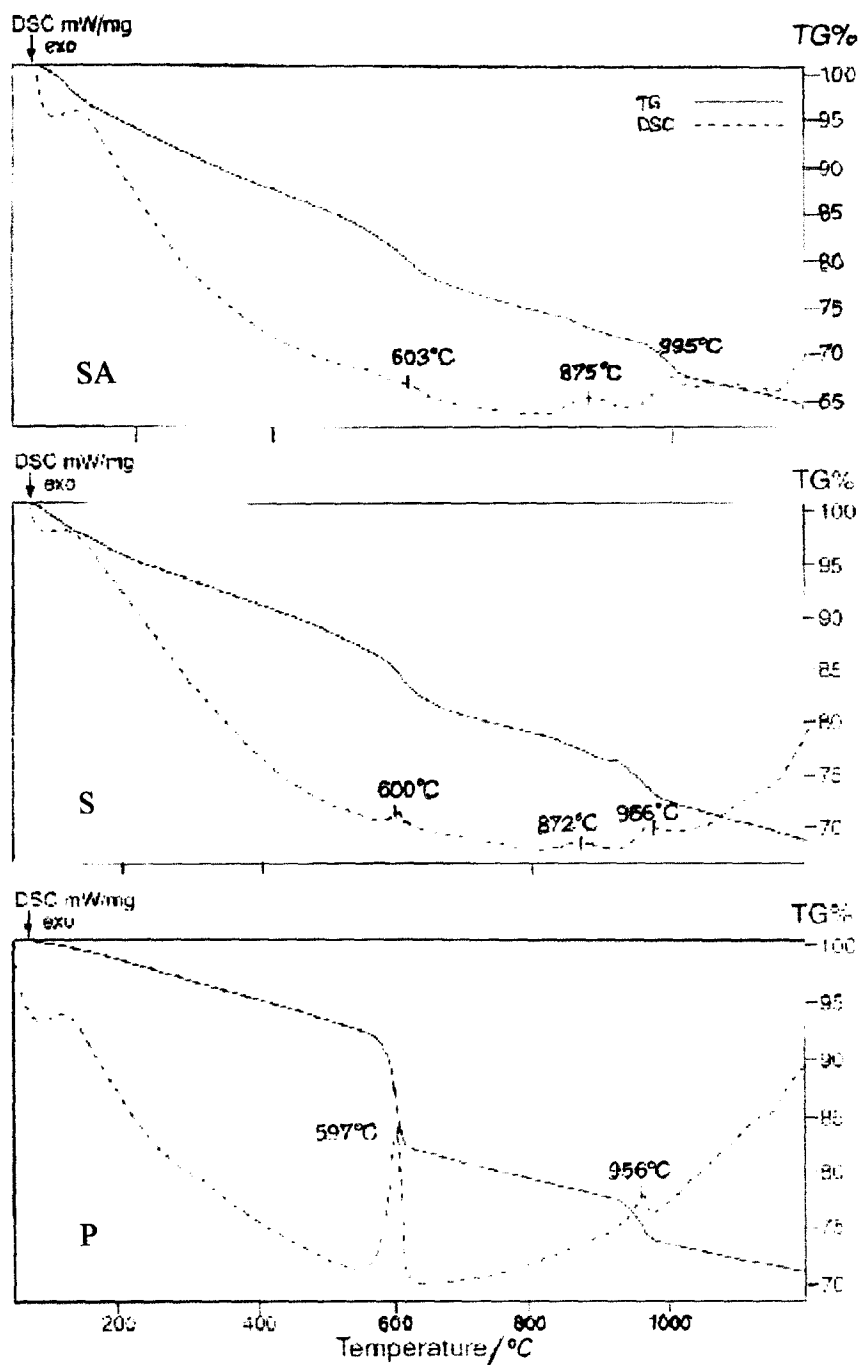 DSC mW/mg
exo
TG%
100
TG
DSC
95
90
85
80
75
70
65
603°C
875°C
995°C
SA
DSC mW/mg
exo
TG%
100
95
90
85
80
75
70
600°C
872°C
966°C
S
DSC mW/mg
exo
TG%
100
95
90
85
80
75
70
597°C
956°C
P
200
400
600
800
1000
Temperature/°C